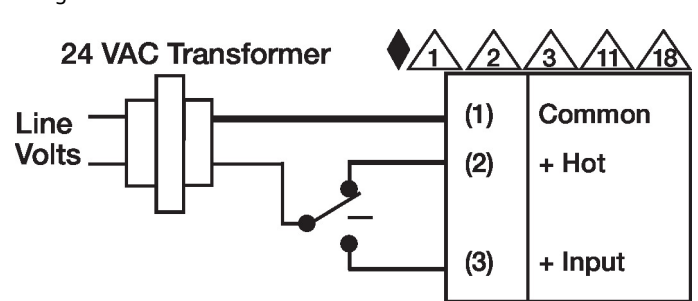 24 VAC Transformer
1 2 3 11 18
Line
Volts
(1) Common
(2) + Hot
(3) + Input